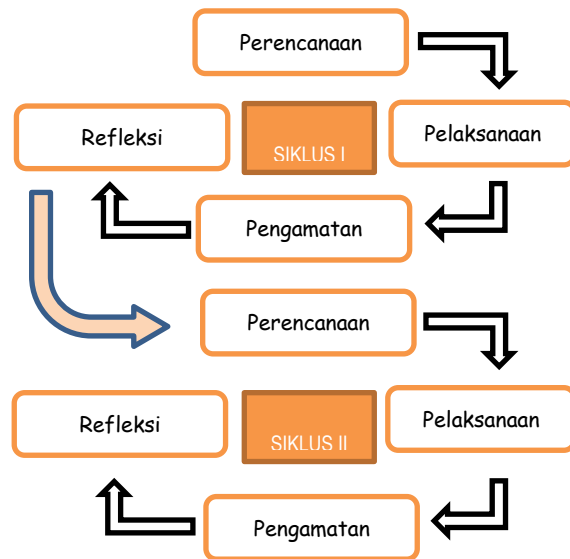 Perencanaan
Refleksi
SIKLUS I
Pelaksanaan
Pengamatan
Perencanaan
Refleksi
SIKLUS II
Pelaksanaan
Pengamatan